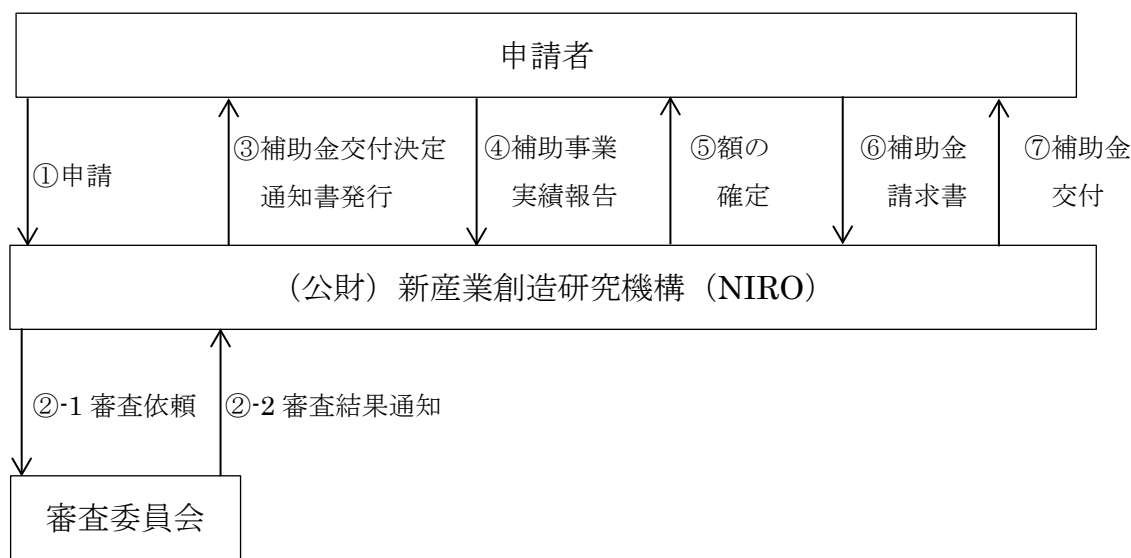 申請者
①申請
③補助金交付決定
通知書発行
④補助事業
実績報告
⑤額の
確定
⑥補助金
請求書
⑦補助金
交付
（公財）新産業創造研究機構（NIRO）
②-1 審査依頼
②-2 審査結果通知
審査委員会